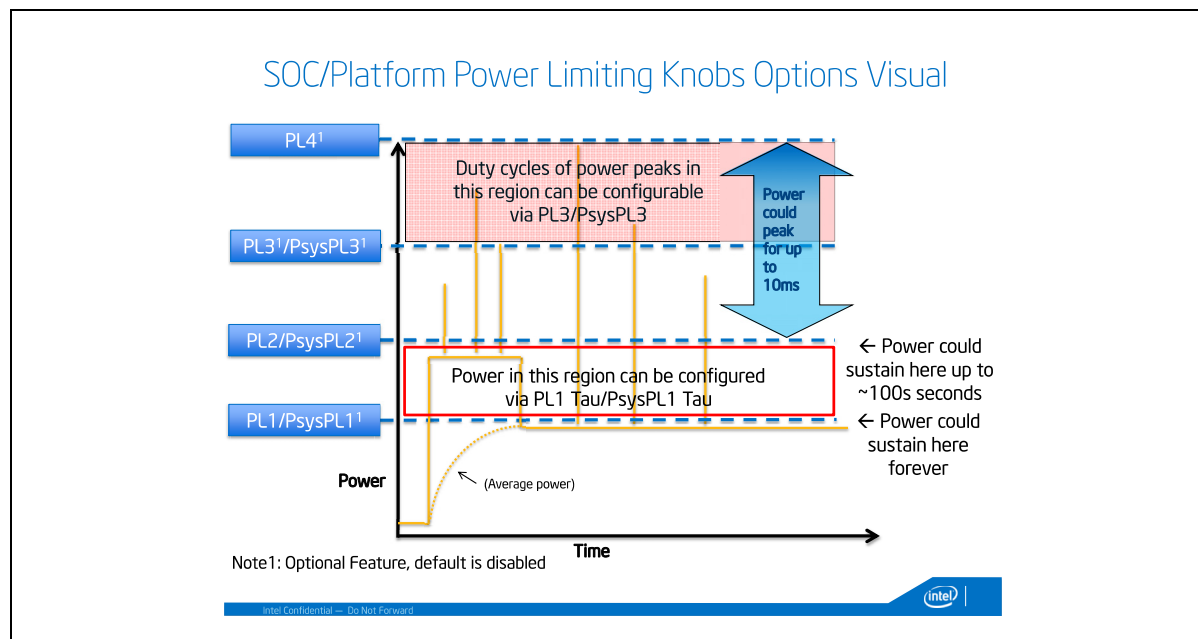 SOC/Platform Power Limiting Knobs Options Visual
PL4¹
Duty cycles of power peaks in
this region can be configurable
via PL3/PsysPL3
Power
could
peak
for up
to
10ms
PL3¹/PsysPL3¹
PL2/PsysPL2¹
← Power could
sustain here up to
~100s seconds
Power in this region can be configured
via PL1 Tau/PsysPL1 Tau
PL1/PsysPL1¹
← Power could
sustain here
forever
Power
(Average power)
Time
Note1: Optional Feature, default is disabled
Intel Confidential — Do Not Forward
intel